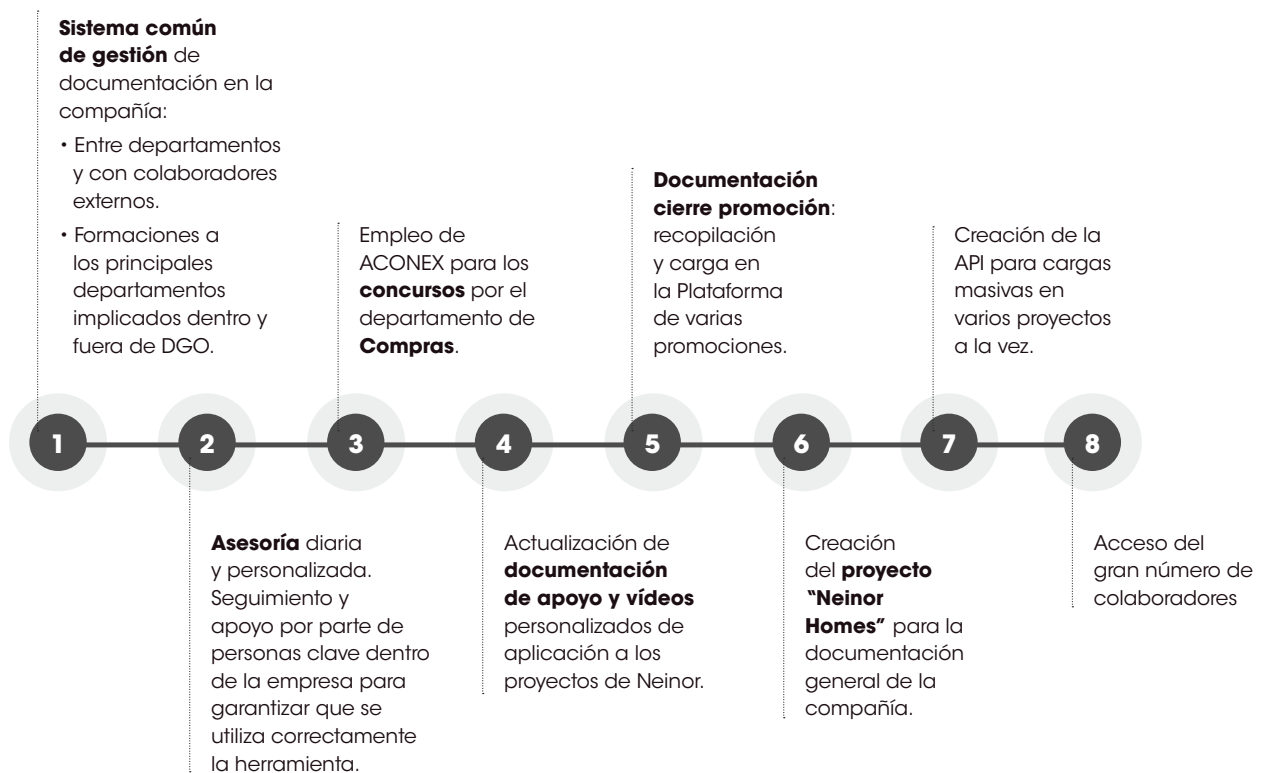 Sistema común
de gestión de
documentación en la
compañía:
• Entre departamentos
y con colaboradores
externos.
• Formaciones a
los principales
departamentos
implicados dentro y
fuera de DGO.
1
2
Asesoría diaria
y personalizada.
Seguimiento y
apoyo por parte de
personas clave dentro
de la empresa para
garantizar que se
utiliza correctamente
la herramienta.
Empleo de
ACONEX para los
concursos por el
departamento de
Compras.
3
4
Actualización de
documentación
de apoyo y vídeos
personalizados de
aplicación a los
proyectos de Neinor.
Documentación
cierre promoción:
recopilación
y carga en
la Plataforma
de varias
promociones.
5
6
Creación
del proyecto
“Neinor
Homes” para la
documentación
general de la
compañía.
Creación de la
API para cargas
masivas en
varios proyectos
a la vez.
7
8
Acceso del
gran número de
colaboradores